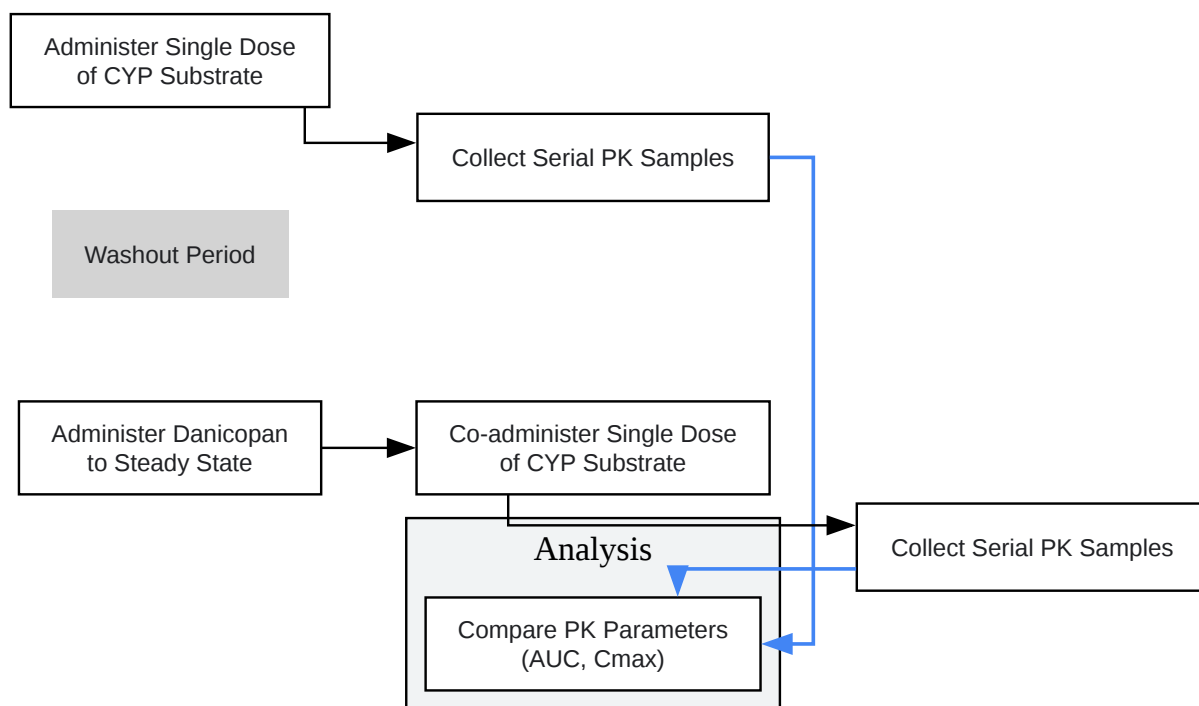 Administer Single Dose
of CYP Substrate
Collect Serial PK Samples
Washout Period
Administer Danicopan
to Steady State
Co-administer Single Dose
of CYP Substrate
Collect Serial PK Samples
Analysis
Compare PK Parameters
(AUC, Cmax)